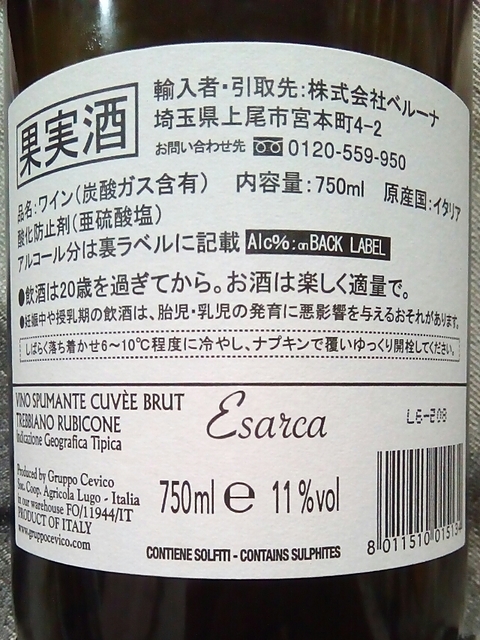 果実酒
輸入者・引取先:株式会社ベルーナ
埼玉県上尾市宮本町4-2
お問い合わせ先 0120-559-950
品名:ワイン(炭酸ガス含有) 内容量:750ml 原産国:イタリア
酸化防止剤(亜硫酸塩)
アルコール分は裏ラベルに記載 Alc%:on BACK LABEL
●飲酒は20歳を過ぎてから。お酒は楽しく適量で。
●妊娠中や授乳期の飲酒は、胎児・乳児の発育に悪影響を与えるおそれがあります。
しばらく落ち着かせ6~10℃程度に冷やし、ナプキンで覆いゆっくり開栓してください。
VINO SPUMANTE CUVÈE BRUT
TREBBIANO RUBICONE
Indicazione Geografica Tipica
Esarca
L6-208
Produced by Gruppo Cevico
Soc. Coop. Agricola Lugo - Italia
in our warehouse FO/11944/IT
PRODUCT OF ITALY
www.gruppocevico.com
750ml e 11%vol
CONTIENE SOLFITI - CONTAINS SULPHITES
8 011510 01519